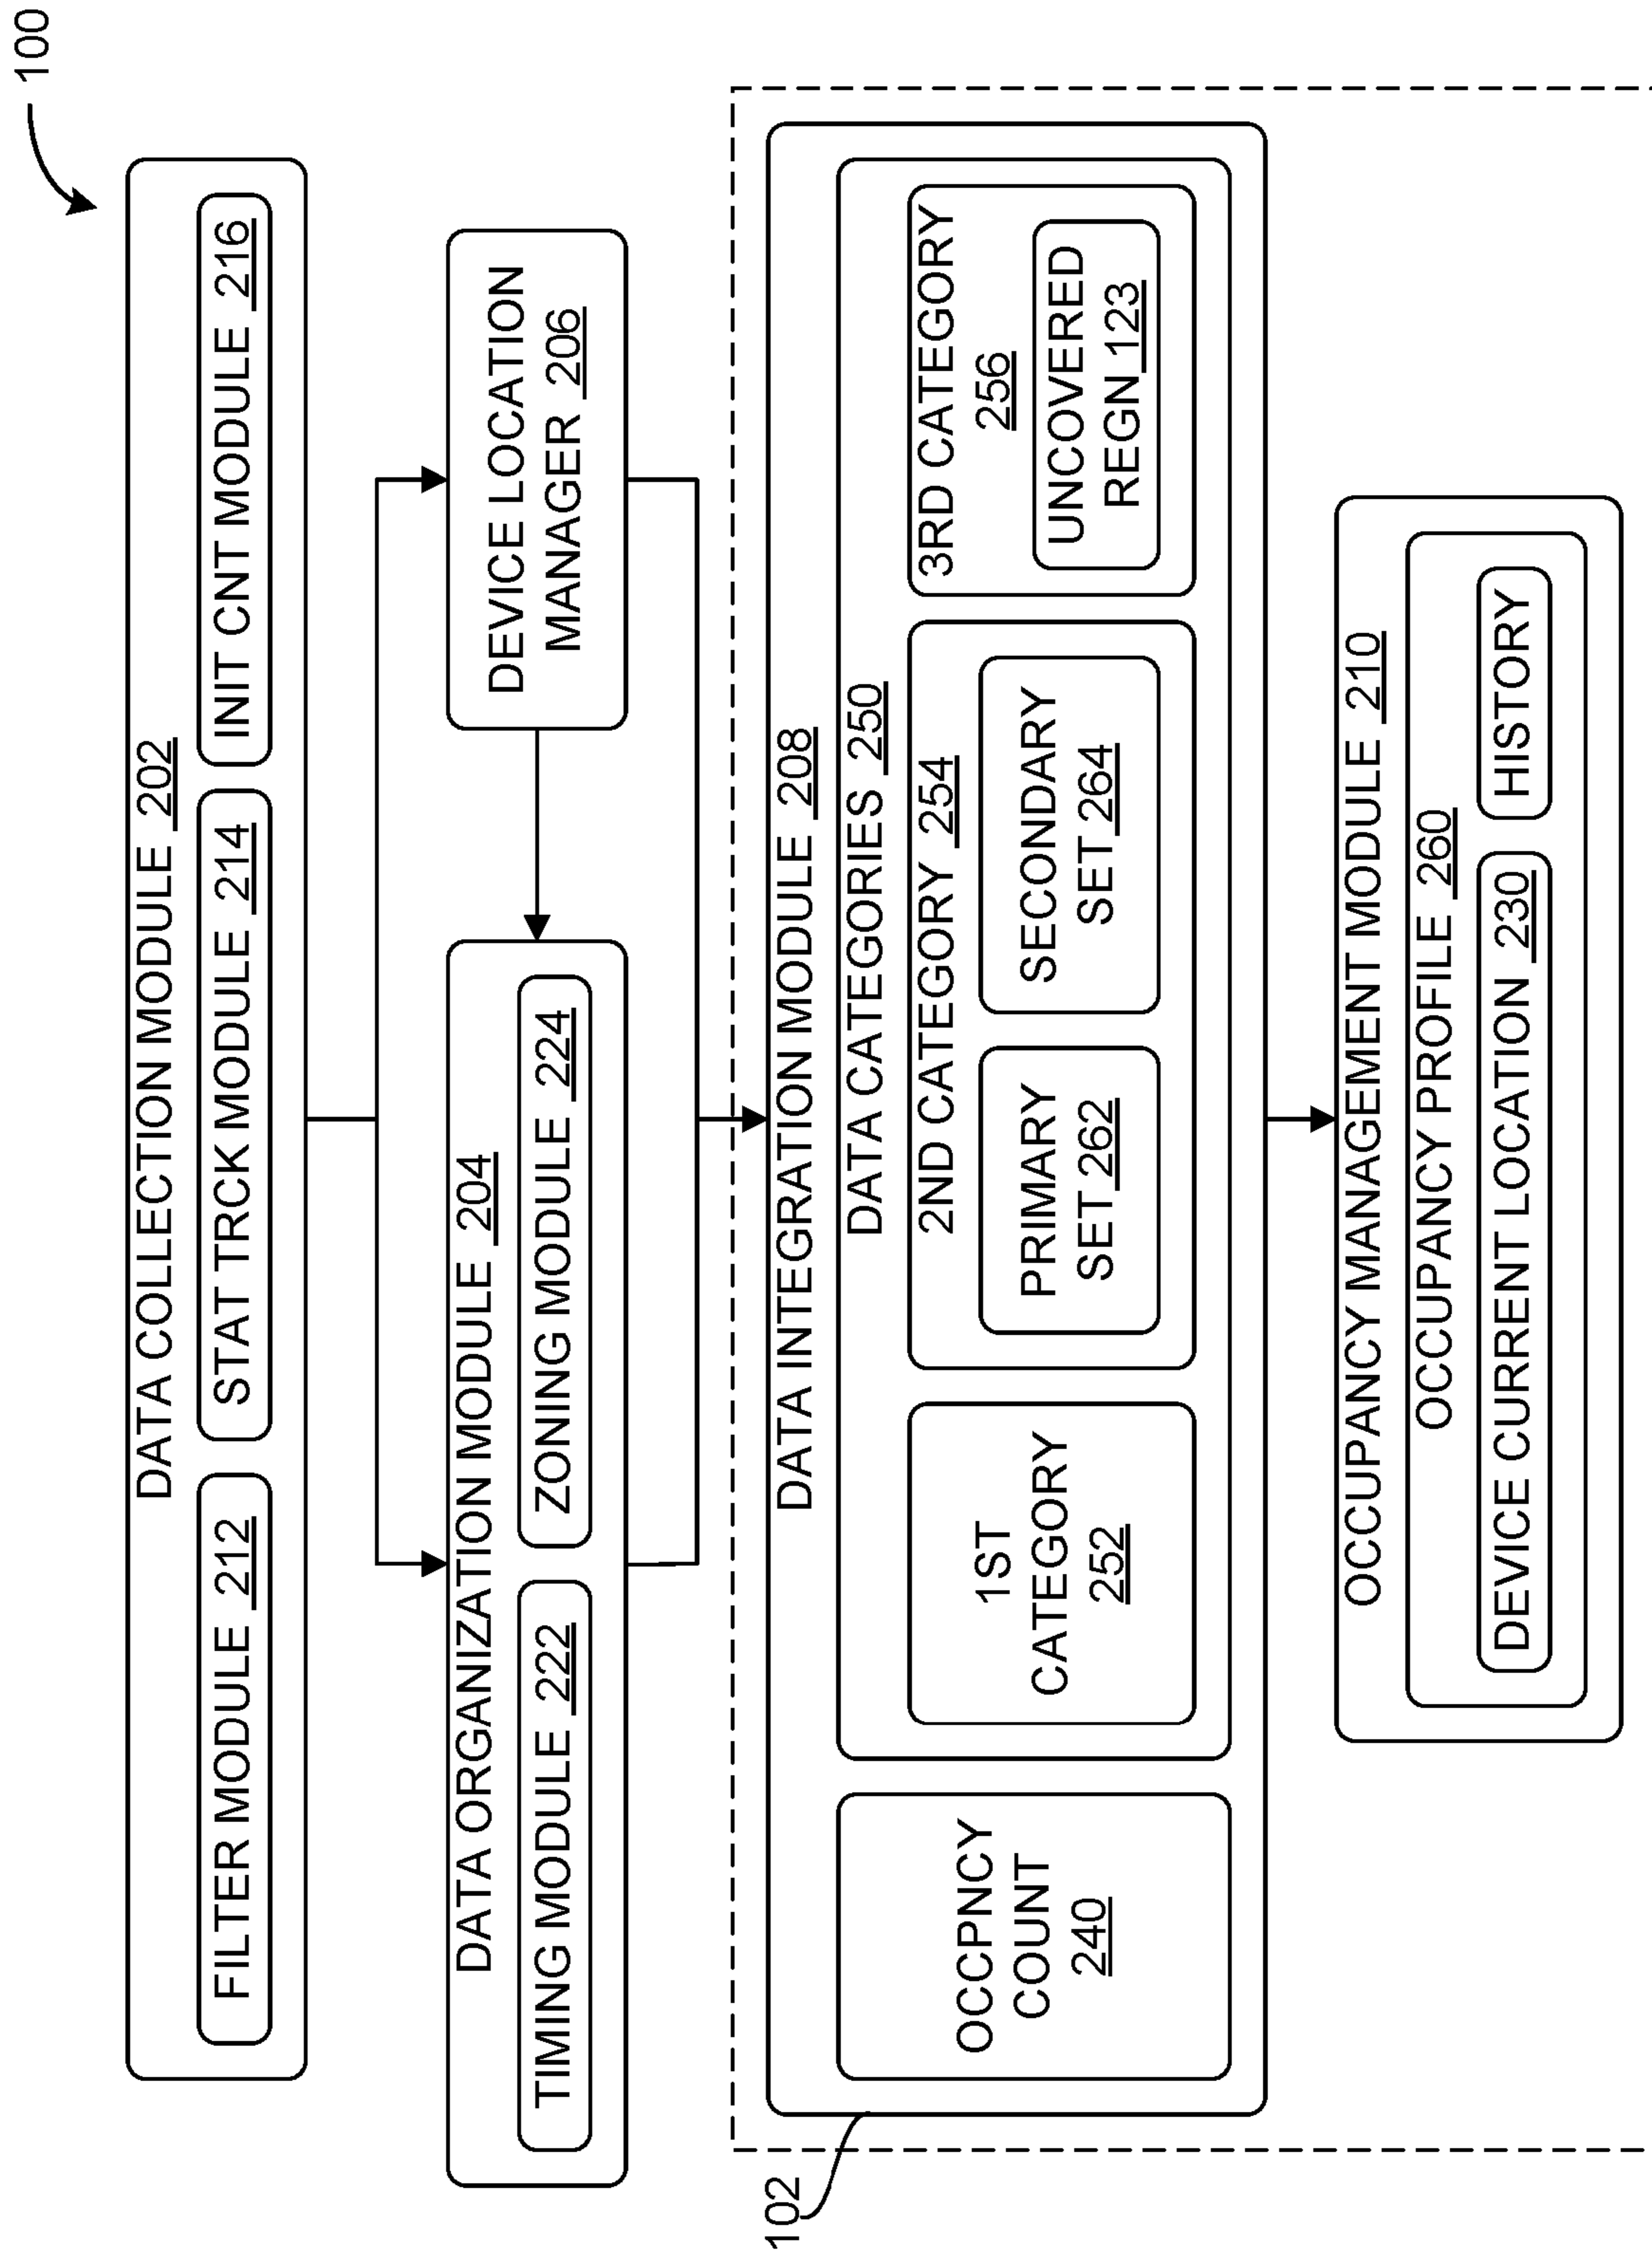 100
DATA COLLECTION MODULE 202
FILTER MODULE 212
STAT TRCK MODULE 214
INIT CNT MODULE 216
DATA ORGANIZATION MODULE 204
TIMING MODULE 222
ZONING MODULE 224
DEVICE LOCATION
MANAGER 206
102
DATA INTEGRATION MODULE 208
OCCPNCY
COUNT
240
DATA CATEGORIES 250
1ST
CATEGORY
252
2ND CATEGORY 254
PRIMARY
SET 262
SECONDARY
SET 264
3RD CATEGORY
256
UNCOVERED
REGN 123
OCCUPANCY MANAGEMENT MODULE 210
OCCUPANCY PROFILE 260
DEVICE CURRENT LOCATION 230
HISTORY